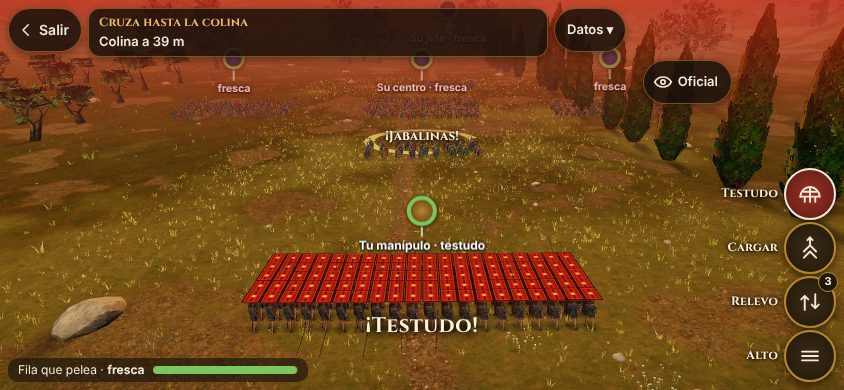 Salir
Cruza hasta la colina
Colina a 39 m
Datos ▾
Su jefe · fresca
Oficial
fresca
Su centro · fresca
fresca
¡Jabalinas!
Testudo
Tu manípulo · testudo
Cargar
3
Relevo
¡Testudo!
Alto
Fila que pelea · fresca